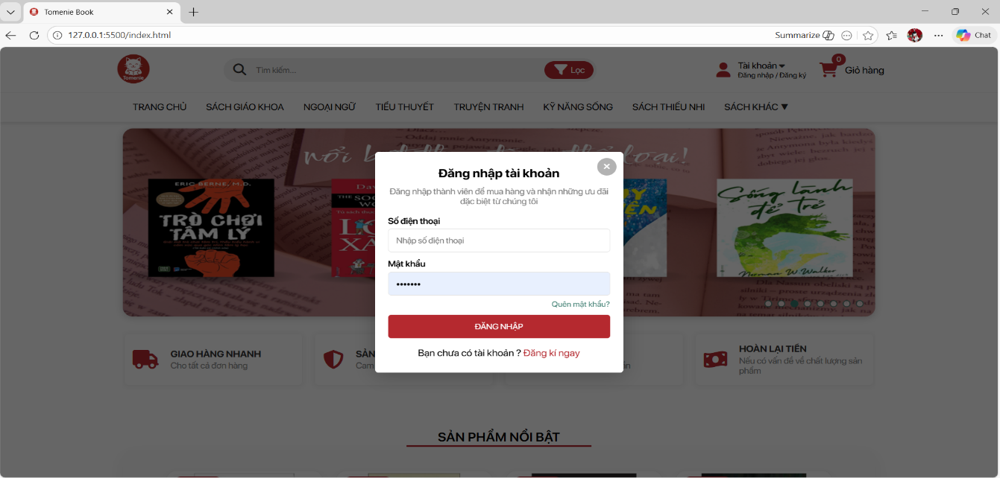 Tomenie Book
127.0.0.1:5500/index.html
Summarize
Chat
Tomenie
Tìm kiếm...
Lọc
Tài khoản
Đăng nhập / Đăng ký
0
Giỏ hàng
TRANG CHỦ SÁCH GIÁO KHOA NGOẠI NGỮ TIỂU THUYẾT TRUYỆN TRANH KỸ NĂNG SỐNG SÁCH THIẾU NHI SÁCH KHÁC ▼
ERIC BERNE, M.D.
TRÒ CHƠI
TÂM LÝ
Sống lành
để trẻ
Norman W. Walker
Đăng nhập tài khoản
Đăng nhập thành viên để mua hàng và nhận những ưu đãi
đặc biệt từ chúng tôi
Số điện thoại
Nhập số điện thoại
Mật khẩu
•••••••
Quên mật khẩu?
ĐĂNG NHẬP
Bạn chưa có tài khoản ? Đăng kí ngay
GIAO HÀNG NHANH
Cho tất cả đơn hàng
SẢN
Cam
HOÀN LẠI TIỀN
Nếu có vấn đề về chất lượng sản
phẩm
SẢN PHẨM NỔI BẬT